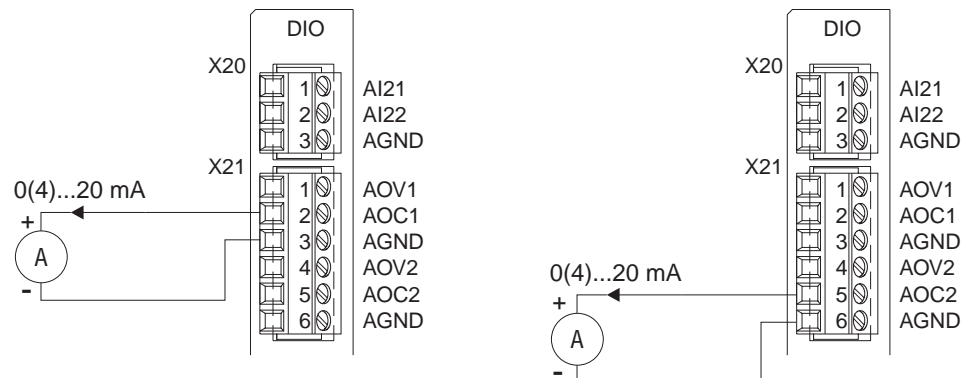 DIO
X20
1 AI21
2 AI22
3 AGND
X21
1 AOV1
2 AOC1
3 AGND
4 AOV2
5 AOC2
6 AGND
0(4)...20 mA
+
A
-
DIO
X20
1 AI21
2 AI22
3 AGND
X21
1 AOV1
2 AOC1
3 AGND
4 AOV2
5 AOC2
6 AGND
0(4)...20 mA
+
A
-